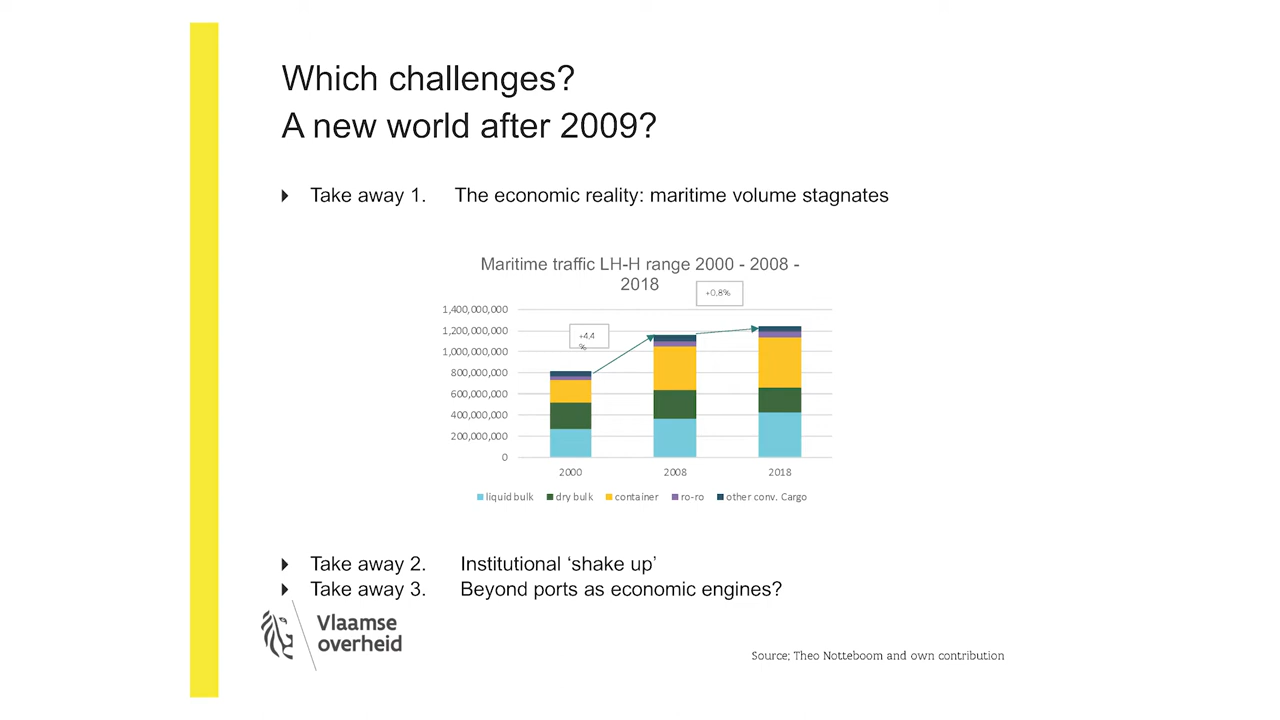 Which challenges?
A new world after 2009?
Take away 1. The economic reality: maritime volume stagnates
Maritime traffic LH-H range 2000 - 2008 -
2018
+0,8%
+4,4
%
1,400,000,000
1,200,000,000
1,000,000,000
800,000,000
600,000,000
400,000,000
200,000,000
0
2000 2008 2018
liquid bulk dry bulk container ro-ro other conv. Cargo
Take away 2. Institutional ‘shake up’
Take away 3. Beyond ports as economic engines?
Vlaamse
overheid
Source; Theo Notteboom and own contribution